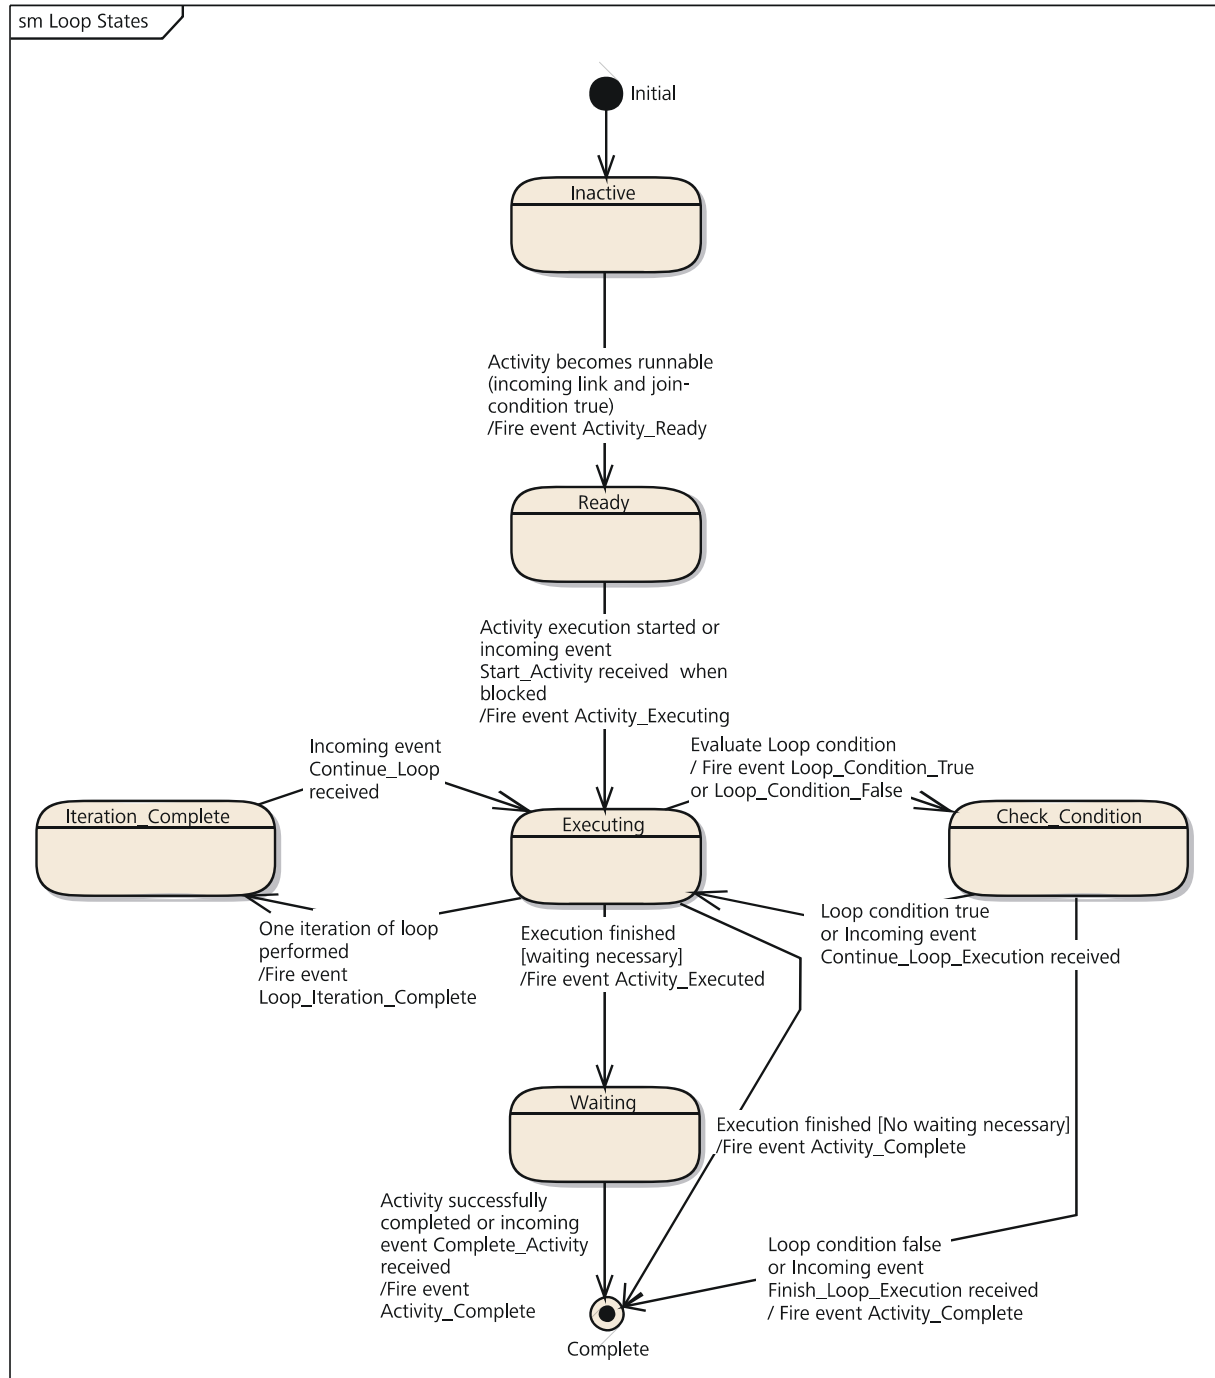 sm Loop States
Initial
Inactive
Activity becomes runnable
(incoming link and join-
condition true)
/Fire event Activity_Ready
Ready
Activity execution started or
incoming event
Start_Activity received  when
blocked
/Fire event Activity_Executing
Incoming event
Continue_Loop
received
Evaluate Loop condition
/ Fire event Loop_Condition_True
or Loop_Condition_False
Iteration_Complete
Executing
Check_Condition
One iteration of loop
performed
/Fire event
Loop_Iteration_Complete
Execution finished
[waiting necessary]
/Fire event Activity_Executed
Loop condition true
or Incoming event
Continue_Loop_Execution received
Waiting
Execution finished [No waiting necessary]
/Fire event Activity_Complete
Activity successfully
completed or incoming
event Complete_Activity
received
/Fire event
Activity_Complete
Loop condition false
or Incoming event
Finish_Loop_Execution received
/ Fire event Activity_Complete
Complete